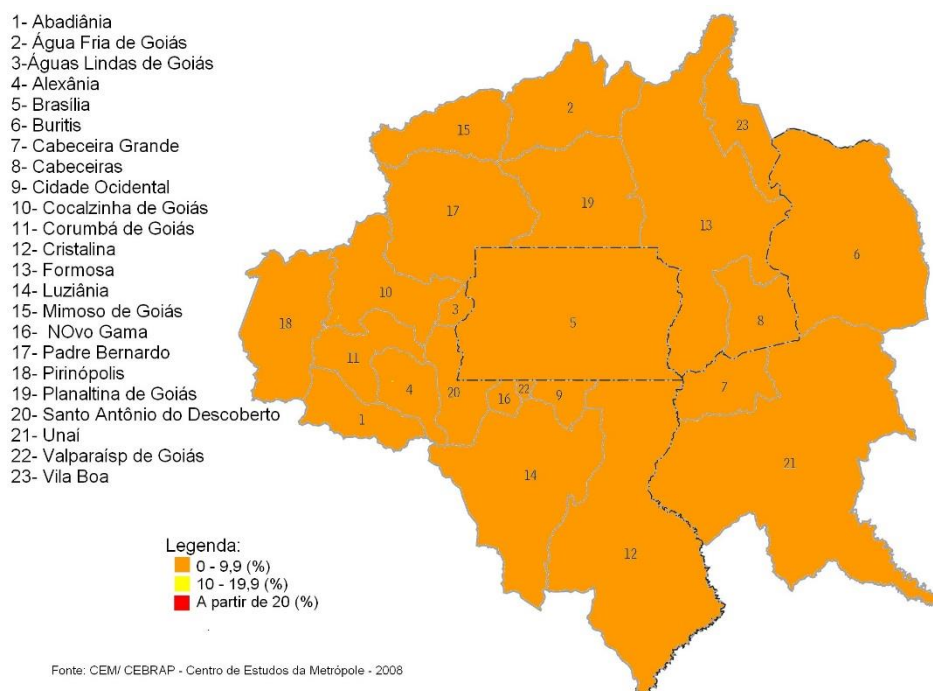 1- Abadiânia
2- Água Fria de Goiás
3-Águas Lindas de Goiás
4- Alexânia
5- Brasília
6- Buritis
7- Cabeceira Grande
8- Cabeceiras
9- Cidade Ocidental
10- Cocalzinha de Goiás
11- Corumbá de Goiás
12- Cristalina
13- Formosa
14- Luziânia
15- Mimoso de Goiás
16- NOvo Gama
17- Padre Bernardo
18- Pirinópolis
19- Planaltina de Goiás
20- Santo Antônio do Descoberto
21- Unaí
22- Valparaísp de Goiás
23- Vila Boa
2
15
23
17
19
13
6
10
3
18
5
8
11
4
20
16
22
9
7
1
21
14
12
Legenda:
0 - 9,9 (%)
10 - 19,9 (%)
A partir de 20 (%)
Fonte: CEM/ CEBRAP - Centro de Estudos da Metrópole - 2008